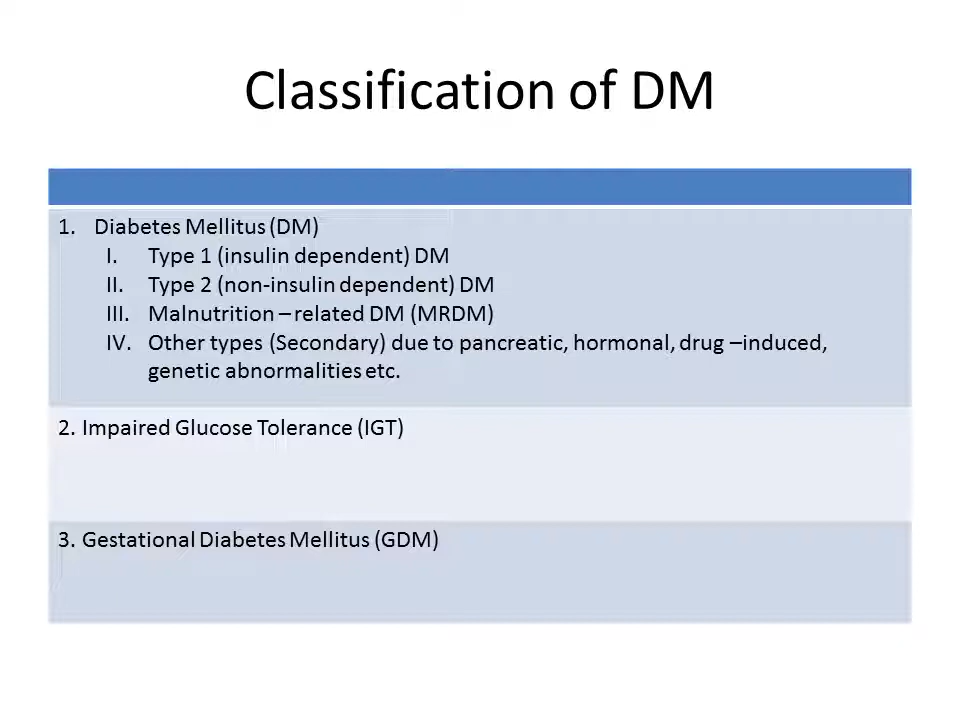 Classification of DM
1. Diabetes Mellitus (DM)
I. Type 1 (insulin dependent) DM
II. Type 2 (non-insulin dependent) DM
III. Malnutrition – related DM (MRDM)
IV. Other types (Secondary) due to pancreatic, hormonal, drug –induced,
genetic abnormalities etc.
2. Impaired Glucose Tolerance (IGT)
3. Gestational Diabetes Mellitus (GDM)